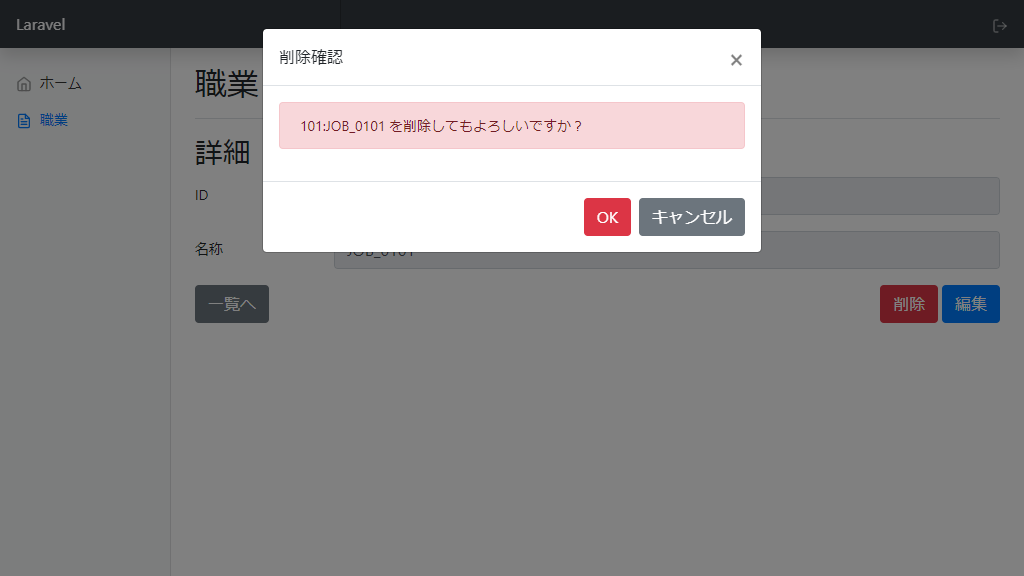 Laravel
ホーム
職業
職業
詳細
ID
名称
JOB_0101
一覧へ
削除
編集
削除確認
×
101:JOB_0101 を削除してもよろしいですか？
OK
キャンセル